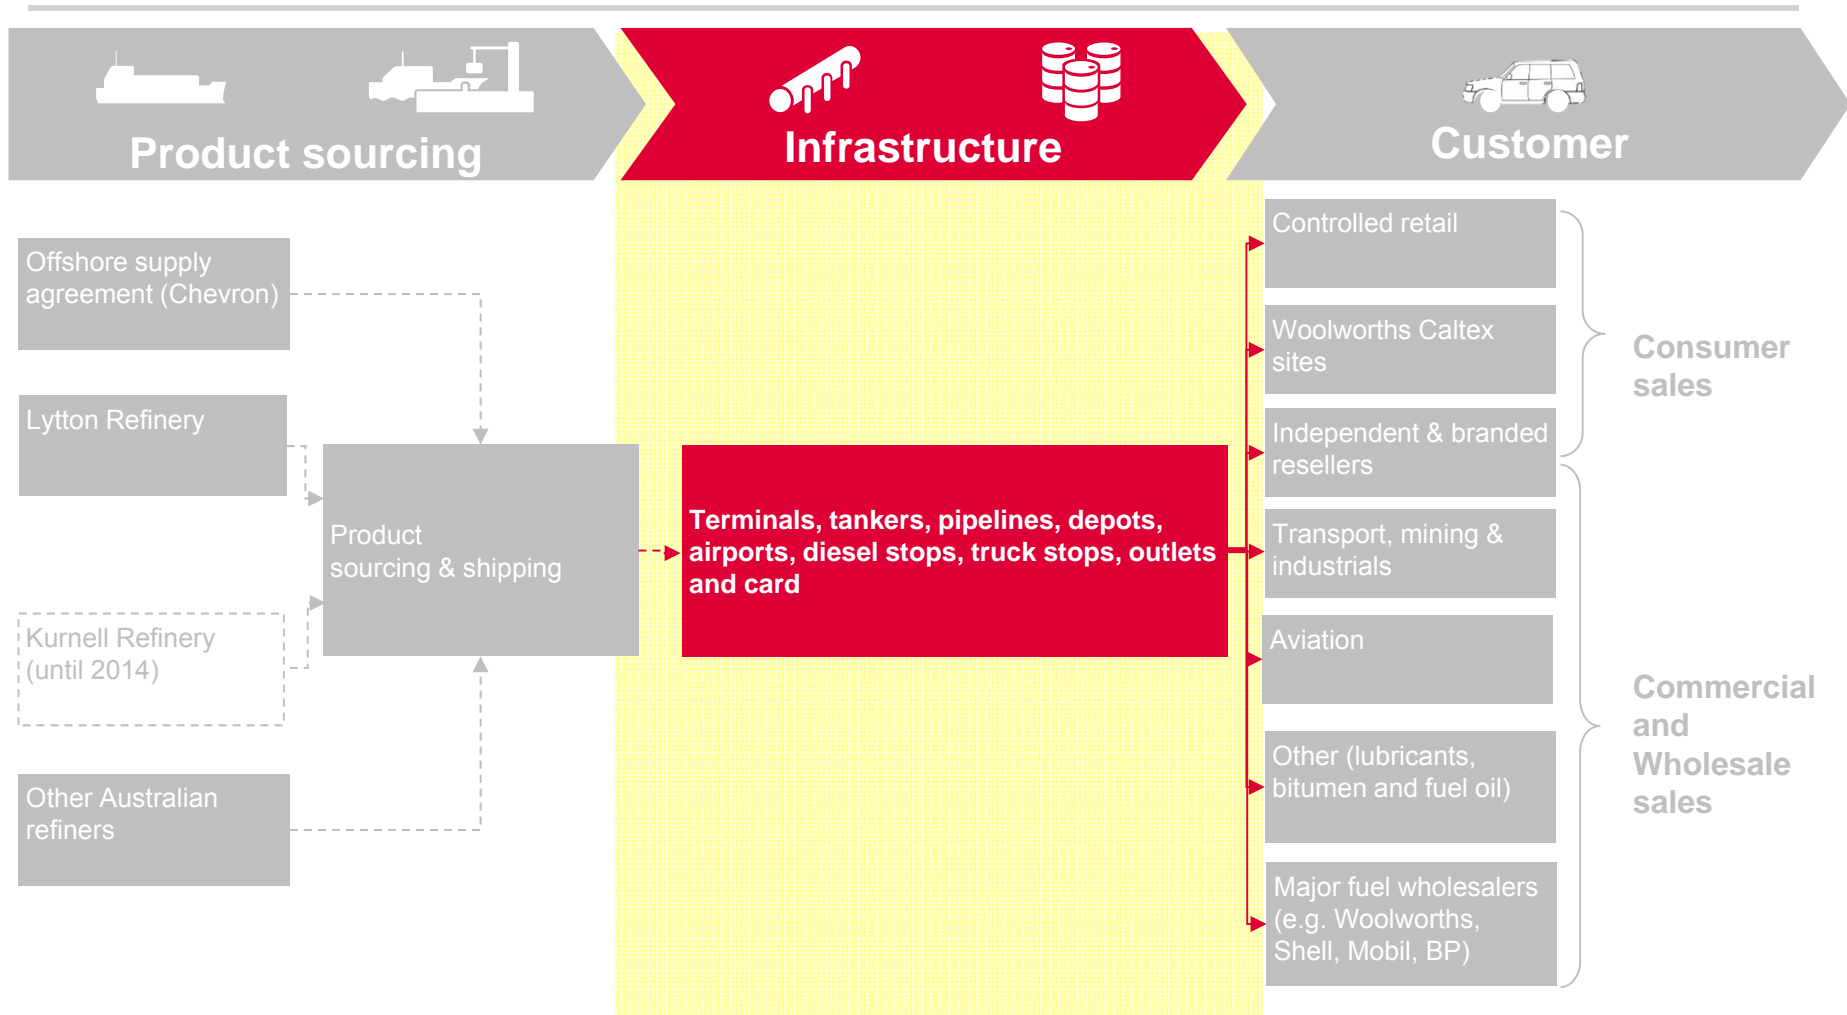 Product sourcing
Infrastructure
Customer
Offshore supply
agreement (Chevron)
Lytton Refinery
Kurnell Refinery
(until 2014)
Other Australian
refiners
Product
sourcing & shipping
Terminals, tankers, pipelines, depots,
airports, diesel stops, truck stops, outlets
and card
Controlled retail
Woolworths Caltex
sites
Independent & branded
resellers
Transport, mining &
industrials
Aviation
Other (lubricants,
bitumen and fuel oil)
Major fuel wholesalers
(e.g. Woolworths,
Shell, Mobil, BP)
Consumer
sales
Commercial
and
Wholesale
sales